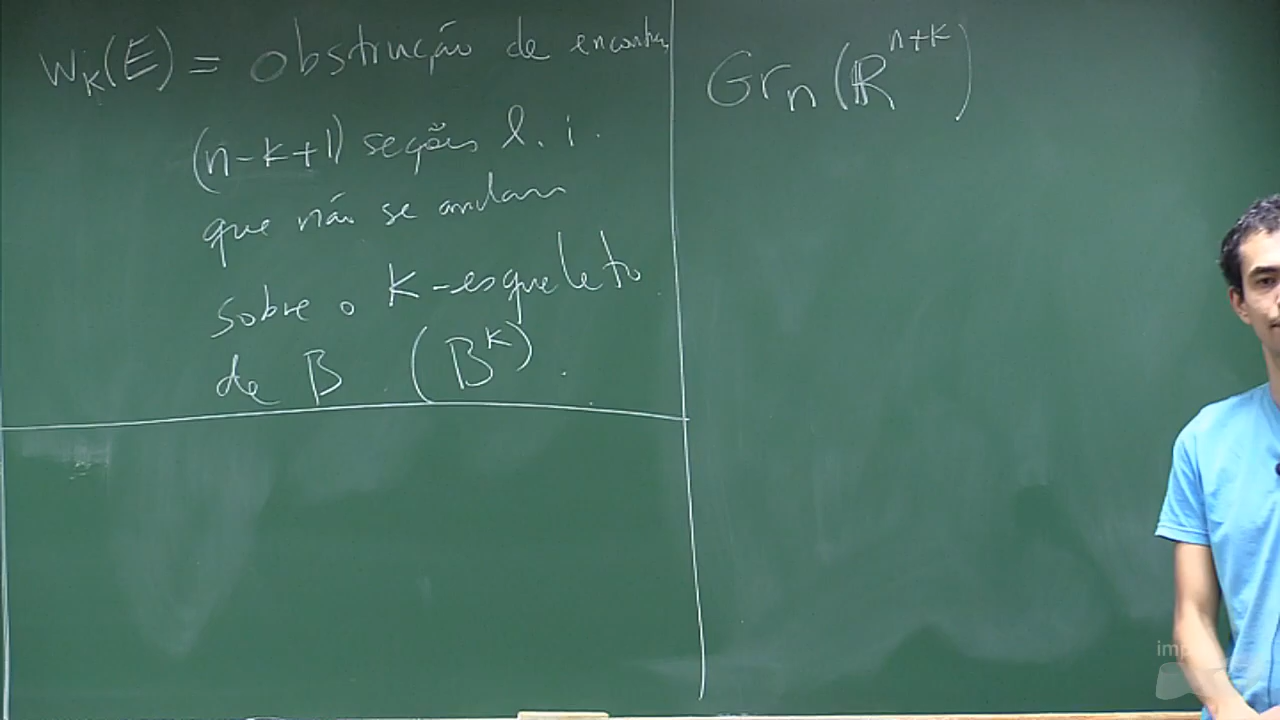 W_k(E) = obstrução de encontrar
(n-k+1) seções l.i.
que não se anulam
sobre o k-esqueleto
de B (B^k).
Gr_n(ℝ^{n+k})